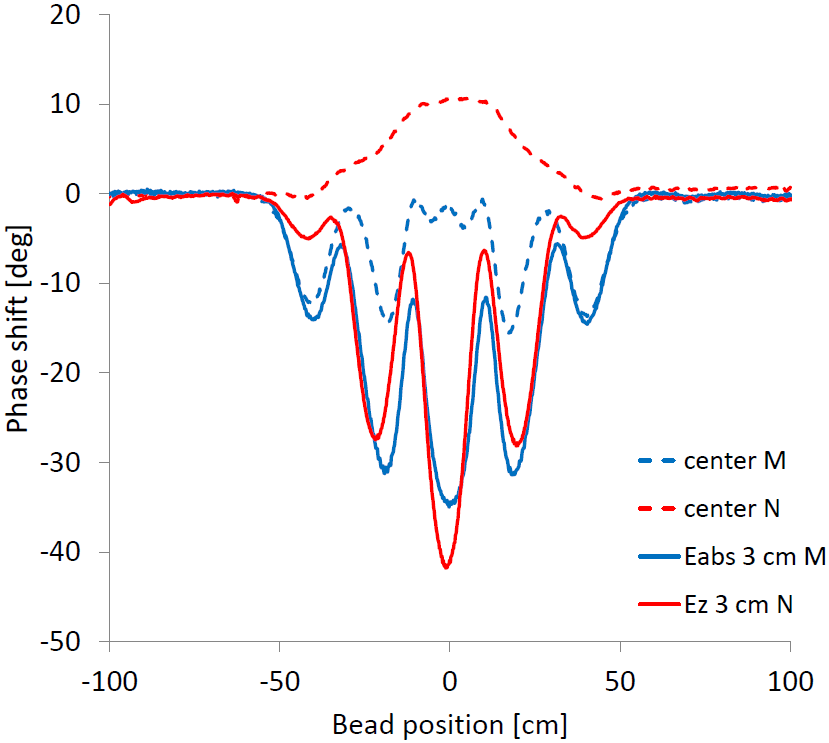 20
10
0
-10
-20
-30
-40
-50
Phase shift [deg]
-100
-50
0
50
100
Bead position [cm]
center M
center N
Eabs 3 cm M
Ez 3 cm N